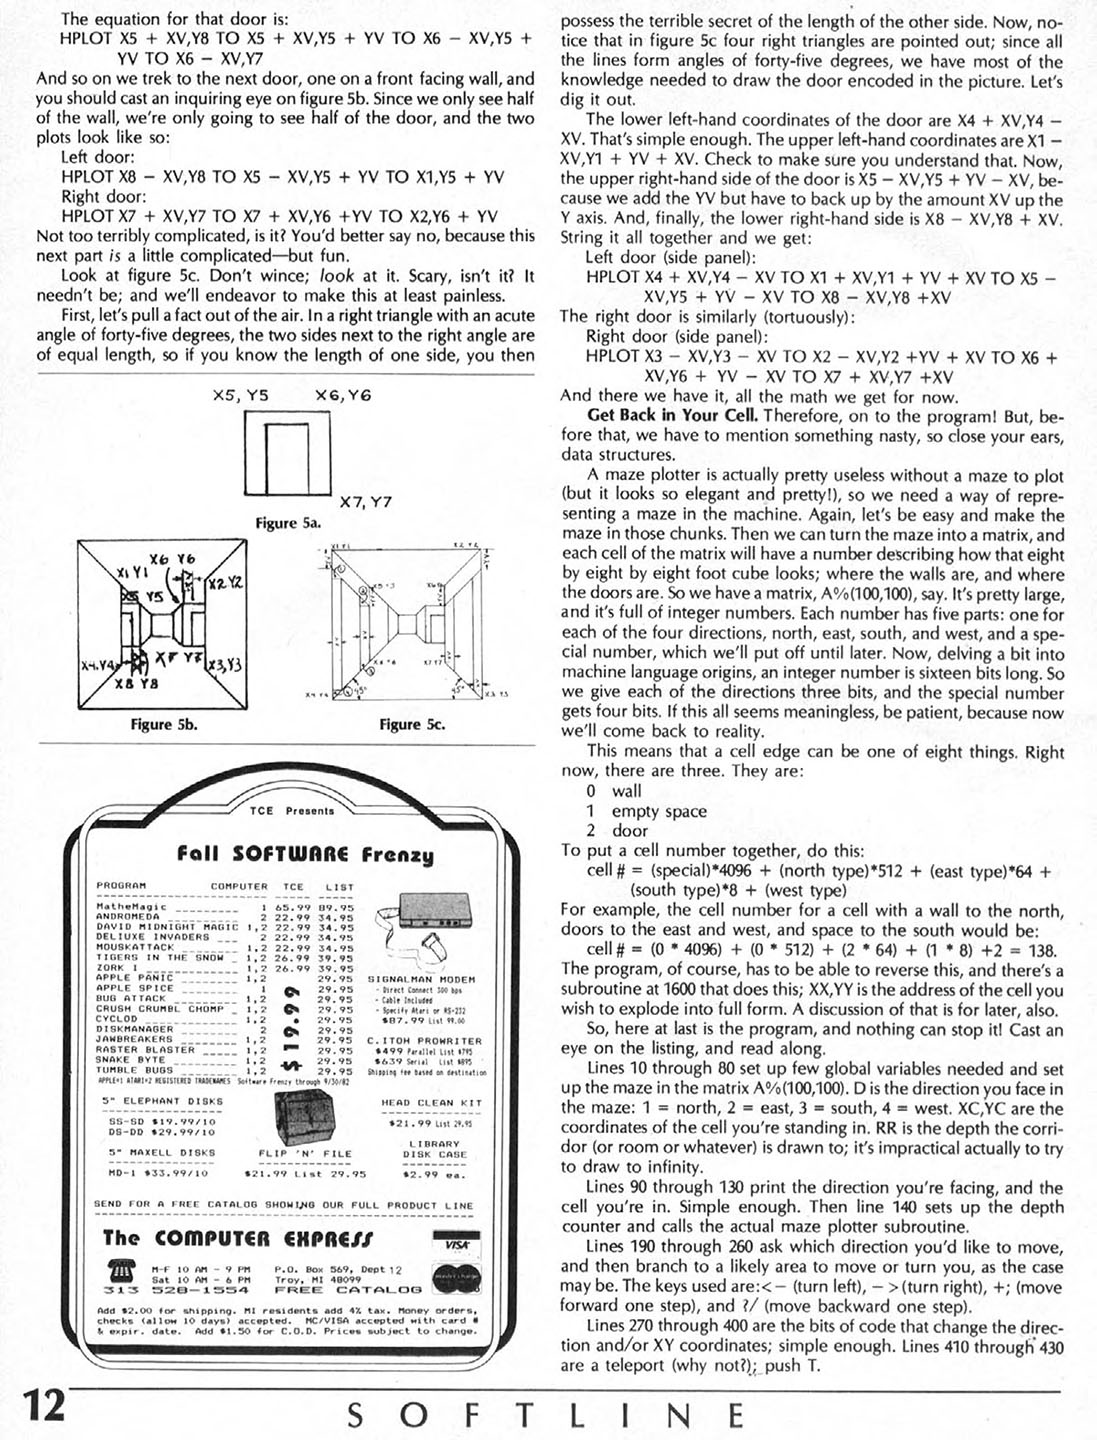 The equation for that door is:
HPLOT X5 + XV,Y8 TO X5 + XV,Y5 + YV TO X6 − XV,Y5 +
YV TO X6 − XV,Y7
And so on we trek to the next door, one on a front facing wall, and
you should cast an inquiring eye on figure 5b. Since we only see half
of the wall, we're only going to see half of the door, and the two
plots look like so:
Left door:
HPLOT X8 − XV,Y8 TO X5 − XV,Y5 + YV TO X1,Y5 + YV
Right door:
HPLOT X7 + XV,Y7 TO X7 + XV,Y6 +YV TO X2,Y6 + YV
Not too terribly complicated, is it? You'd better say no, because this
next part is a little complicated—but fun.
Look at figure 5c. Don't wince; look at it. Scary, isn't it? It
needn't be; and we'll endeavor to make this at least painless.
First, let's pull a fact out of the air. In a right triangle with an acute
angle of forty-five degrees, the two sides next to the right angle are
of equal length, so if you know the length of one side, you then
X5, Y5 X6, Y6
X7, Y7
Figure 5a.
X6 Y6
X1 Y1
X2 Y2
X5 Y5
X4, Y4
X3, Y3
X8 Y8
Figure 5b.
X1 Y1 X2 Y2
X7 Y7
X4 Y4
45°
45°
X3 Y3
Figure 5c.
TCE Presents
Fall SOFTWARE Frenzy
PROGRAM COMPUTER TCE LIST
MatheMagic 1 65.99 89.95
ANDROMEDA 2 22.99 34.95
DAVID MIDNIGHT MAGIC 1,2 22.99 34.95
DELIUXE INVADERS 2 22.99 34.95
MOUSKATTACK 1,2 22.99 34.95
TIGERS IN THE SNOW 1,2 26.99 39.95
ZORK I 1,2 26.99 39.95
APPLE PANIC 1,2 29.95
APPLE SPICE 1 29.95
BUG ATTACK 1,2 29.95
CRUSH CRUMBL CHOMP 1,2 29.95
CYCLOD 1,2 29.95
DISKMANAGER 2 29.95
JAWBREAKERS 1,2 29.95
RASTER BLASTER 1,2 29.95
SNAKE BYTE 1,2 29.95
TUMBLE BUGS 1,2 29.95
$19.99
APPLE=1 ATARI=2 REGISTERED TRADENAMES Software Frenzy through 9/30/82
SIGNALMAN MODEM
- Direct Connect 300 bps
- Cable Included
- Specify Atari or RS-232
$87.99 List 99.00
C.ITOH PROWRITER
$499 Parallel List $795
$639 Serial List $895
Shipping fee based on destination
5" ELEPHANT DISKS
SS-SD $19.99/10
DS-DD $29.99/10
5" MAXELL DISKS
MD-1 $33.99/10
FLIP 'N' FILE
$21.99 List 29.95
HEAD CLEAN KIT
$21.99 List 29.95
LIBRARY
DISK CASE
$2.99 ea.
SEND FOR A FREE CATALOG SHOWING OUR FULL PRODUCT LINE
The COMPUTER EXPRESS
VISA
master charge
M-F 10 AM - 9 PM
Sat 10 AM - 6 PM
313 528-1554
P.O. Box 569, Dept 12
Troy, MI 48099
FREE CATALOG
Add $2.00 for shipping. MI residents add 4% tax. Money orders,
checks (allow 10 days) accepted. MC/VISA accepted with card #
& expir. date. Add $1.50 for C.O.D. Prices subject to change.
possess the terrible secret of the length of the other side. Now, no-
tice that in figure 5c four right triangles are pointed out; since all
the lines form angles of forty-five degrees, we have most of the
knowledge needed to draw the door encoded in the picture. Let's
dig it out.
The lower left-hand coordinates of the door are X4 + XV,Y4 −
XV. That's simple enough. The upper left-hand coordinates are X1 −
XV,Y1 + YV + XV. Check to make sure you understand that. Now,
the upper right-hand side of the door is X5 − XV,Y5 + YV − XV, be-
cause we add the YV but have to back up by the amount XV up the
Y axis. And, finally, the lower right-hand side is X8 − XV,Y8 + XV.
String it all together and we get:
Left door (side panel):
HPLOT X4 + XV,Y4 − XV TO X1 + XV,Y1 + YV + XV TO X5 −
XV,Y5 + YV − XV TO X8 − XV,Y8 +XV
The right door is similarly (tortuously):
Right door (side panel):
HPLOT X3 − XV,Y3 − XV TO X2 − XV,Y2 +YV + XV TO X6 +
XV,Y6 + YV − XV TO X7 + XV,Y7 +XV
And there we have it, all the math we get for now.
Get Back in Your Cell. Therefore, on to the program! But, be-
fore that, we have to mention something nasty, so close your ears,
data structures.
A maze plotter is actually pretty useless without a maze to plot
(but it looks so elegant and pretty!), so we need a way of repre-
senting a maze in the machine. Again, let's be easy and make the
maze in those chunks. Then we can turn the maze into a matrix, and
each cell of the matrix will have a number describing how that eight
by eight by eight foot cube looks; where the walls are, and where
the doors are. So we have a matrix, A%(100,100), say. It's pretty large,
and it's full of integer numbers. Each number has five parts: one for
each of the four directions, north, east, south, and west, and a spe-
cial number, which we'll put off until later. Now, delving a bit into
machine language origins, an integer number is sixteen bits long. So
we give each of the directions three bits, and the special number
gets four bits. If this all seems meaningless, be patient, because now
we'll come back to reality.
This means that a cell edge can be one of eight things. Right
now, there are three. They are:
0 wall
1 empty space
2 door
To put a cell number together, do this:
cell # = (special)*4096 + (north type)*512 + (east type)*64 +
(south type)*8 + (west type)
For example, the cell number for a cell with a wall to the north,
doors to the east and west, and space to the south would be:
cell # = (0 * 4096) + (0 * 512) + (2 * 64) + (1 * 8) +2 = 138.
The program, of course, has to be able to reverse this, and there's a
subroutine at 1600 that does this; XX,YY is the address of the cell you
wish to explode into full form. A discussion of that is for later, also.
So, here at last is the program, and nothing can stop it! Cast an
eye on the listing, and read along.
Lines 10 through 80 set up few global variables needed and set
up the maze in the matrix A%(100,100). D is the direction you face in
the maze: 1 = north, 2 = east, 3 = south, 4 = west. XC,YC are the
coordinates of the cell you're standing in. RR is the depth the corri-
dor (or room or whatever) is drawn to; it's impractical actually to try
to draw to infinity.
Lines 90 through 130 print the direction you're facing, and the
cell you're in. Simple enough. Then line 140 sets up the depth
counter and calls the actual maze plotter subroutine.
Lines 190 through 260 ask which direction you'd like to move,
and then branch to a likely area to move or turn you, as the case
may be. The keys used are:< − (turn left), − > (turn right), +; (move
forward one step), and ?/ (move backward one step).
Lines 270 through 400 are the bits of code that change the direc-
tion and/or XY coordinates; simple enough. Lines 410 through 430
are a teleport (why not?); push T.
12
SOFTLINE